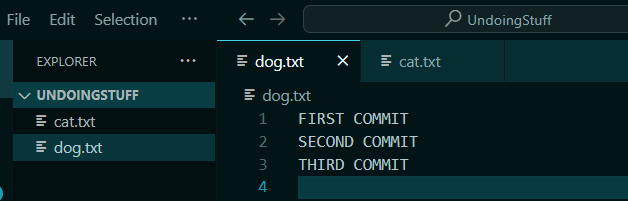 File Edit Selection ··· ← → UndoingStuff
EXPLORER ···
UNDOINGSTUFF
cat.txt
dog.txt
dog.txt × cat.txt
dog.txt
1 FIRST COMMIT
2 SECOND COMMIT
3 THIRD COMMIT
4